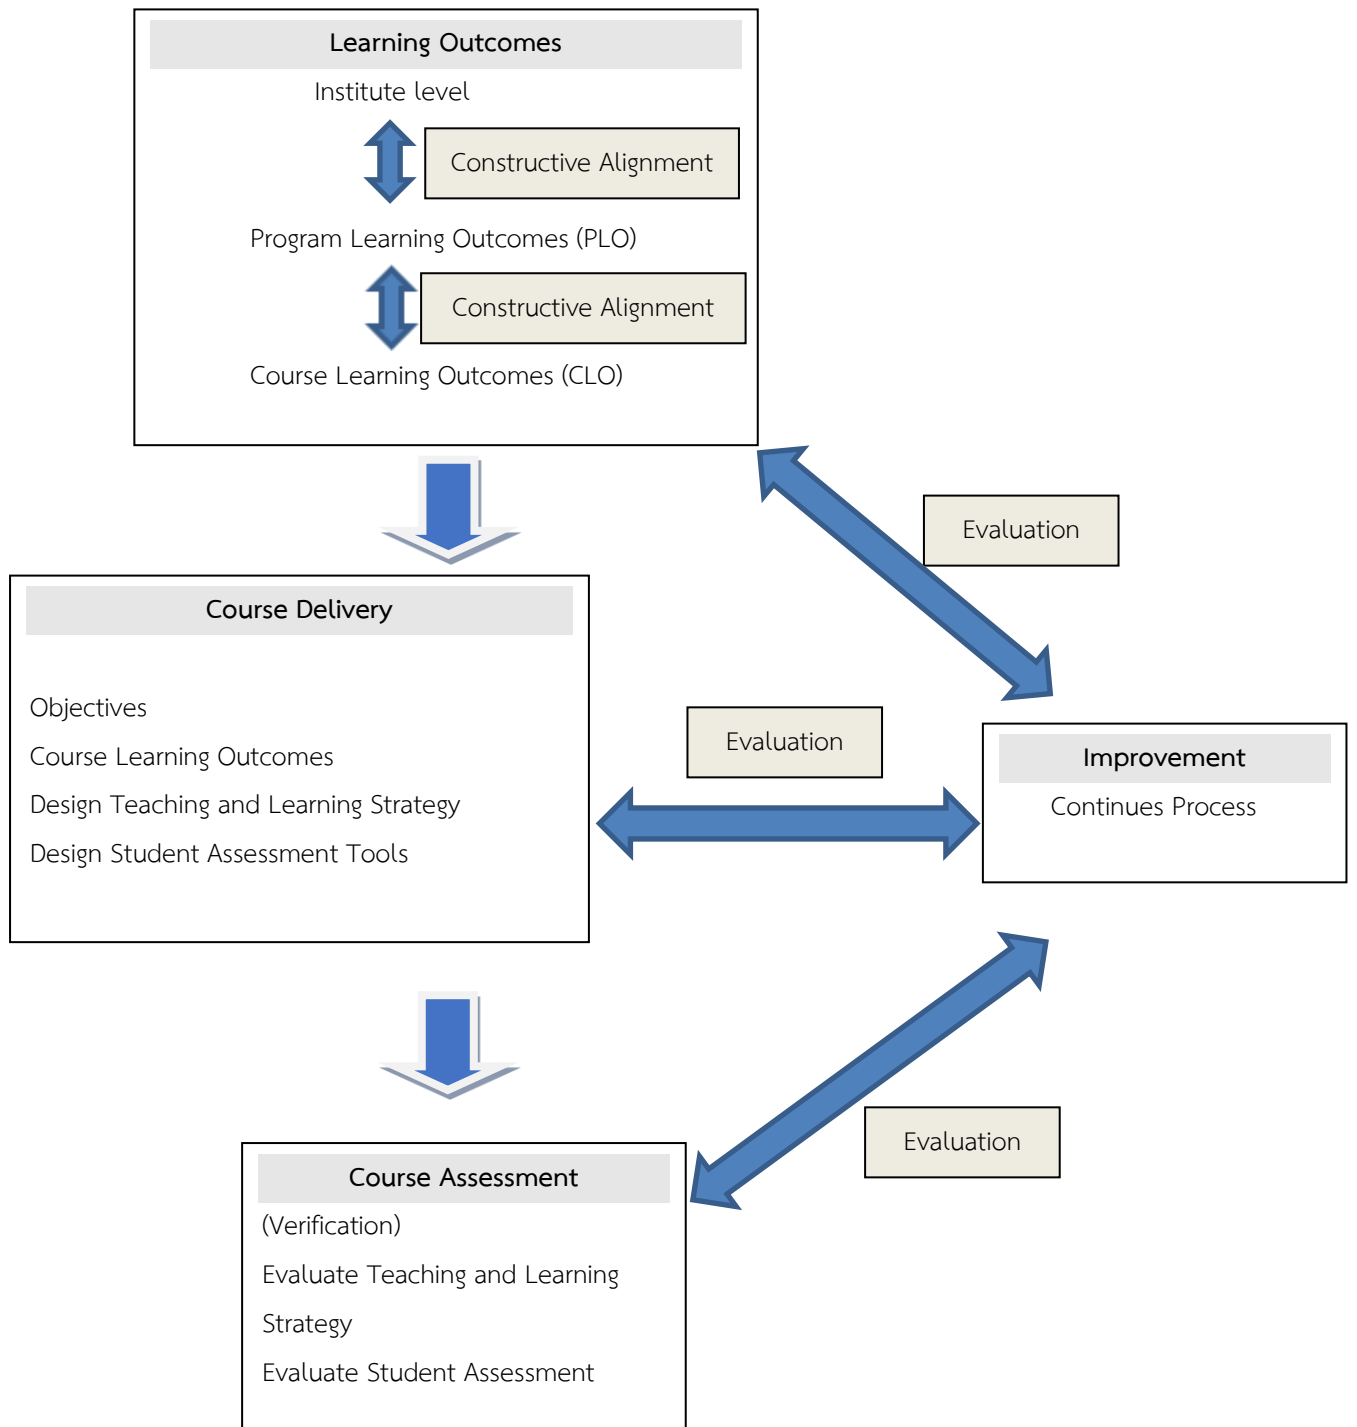 Learning Outcomes
Institute level
Constructive Alignment
Program Learning Outcomes (PLO)
Constructive Alignment
Course Learning Outcomes (CLO)
Evaluation
Course Delivery
Objectives
Course Learning Outcomes
Design Teaching and Learning Strategy
Design Student Assessment Tools
Evaluation
Improvement
Continues Process
Evaluation
Course Assessment
(Verification)
Evaluate Teaching and Learning
Strategy
Evaluate Student Assessment